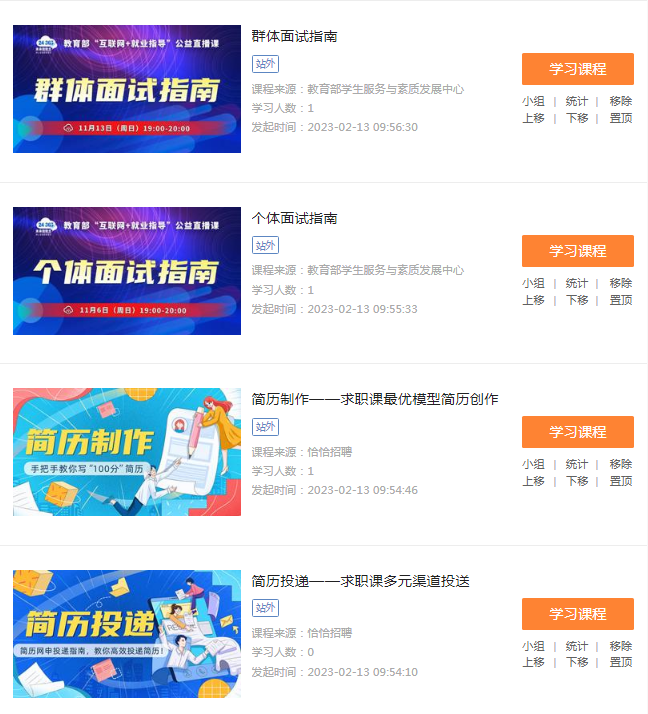 24365
教育部“互联网+就业指导”公益直播课
群体面试指南
11月13日（周日）19:00-20:00
群体面试指南
站外
课程来源：教育部学生服务与素质发展中心
学习人数：1
发起时间：2023-02-13 09:56:30
学习课程
小组 | 统计 | 移除
上移 | 下移 | 置顶
教育部“互联网+就业指导”公益直播课
个体面试指南
11月6日（周日）19:00-20:00
个体面试指南
站外
课程来源：教育部学生服务与素质发展中心
学习人数：1
发起时间：2023-02-13 09:55:33
学习课程
小组 | 统计 | 移除
上移 | 下移 | 置顶
简历制作
手把手教你写“100分”简历
简历制作——求职课最优模型简历创作
站外
课程来源：恰恰招聘
学习人数：1
发起时间：2023-02-13 09:54:46
学习课程
小组 | 统计 | 移除
上移 | 下移 | 置顶
简历投递
简历网申投递指南，教你高效投递简历！
简历投递——求职课多元渠道投送
站外
课程来源：恰恰招聘
学习人数：0
发起时间：2023-02-13 09:54:10
学习课程
小组 | 统计 | 移除
上移 | 下移 | 置顶